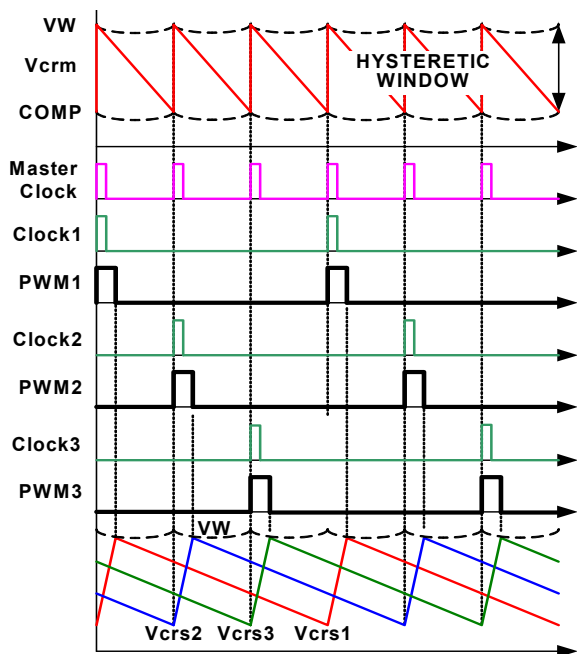 VW
Vcrm
HYSTERETIC
WINDOW
COMP
Master
Clock
Clock1
PWM1
Clock2
PWM2
Clock3
PWM3
VW
Vcrs2
Vcrs3
Vcrs1